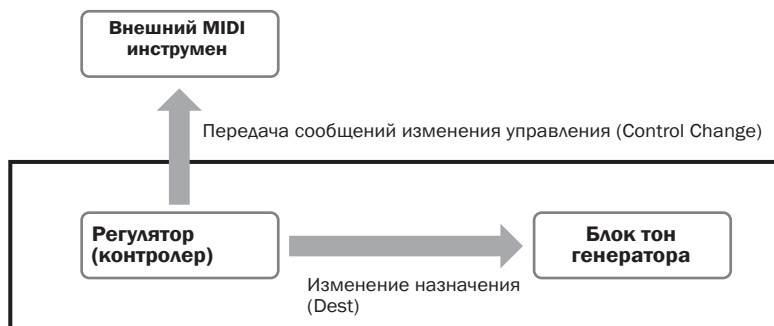 Внешний MIDI
инструмен
Передача сообщений изменения управления (Control Change)
Регулятор
(контролер)
Блок тон
генератора
Изменение назначения
(Dest)